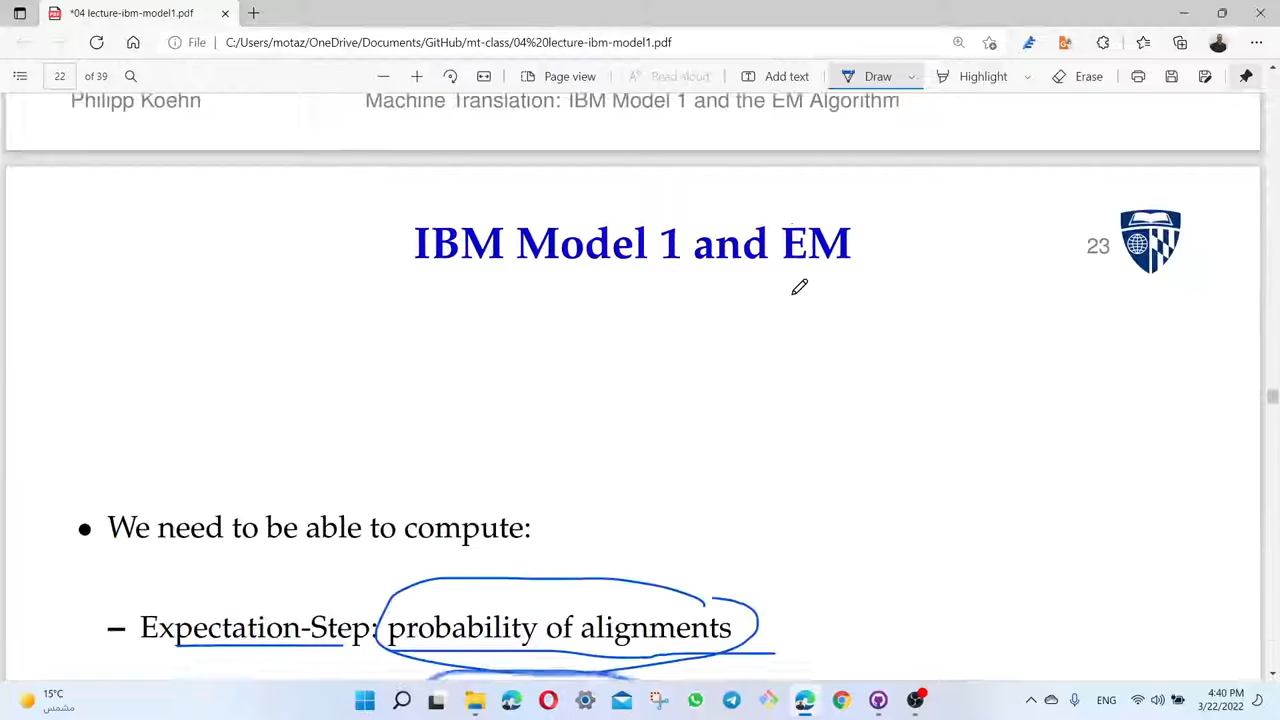 *04 lecture-ibm-model1.pdf
File C:/Users/motaz/OneDrive/Documents/GitHub/mt-class/04%20lecture-ibm-model1.pdf
22 of 39 Page view Read aloud Add text Draw Highlight Erase
Philipp Koehn Machine Translation: IBM Model 1 and the EM Algorithm
IBM Model 1 and EM 23
• We need to be able to compute:
– Expectation-Step: probability of alignments
15°C
مشمس
ENG
4:40 PM
3/22/2022